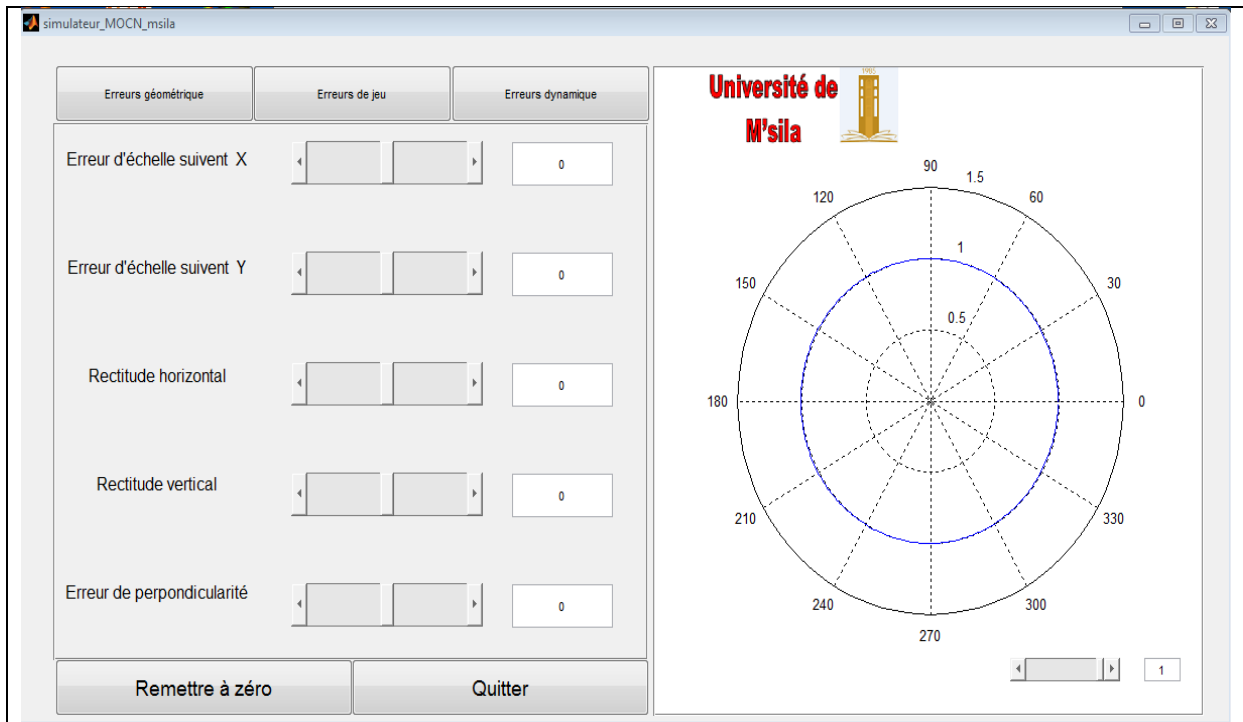 simulateur_MOCN_msila
Erreurs géométrique
Erreurs de jeu
Erreurs dynamique
Erreur d'échelle suivent X
0
Erreur d'échelle suivent Y
0
Rectitude horizontal
0
Rectitude vertical
0
Erreur de perpondicularité
0
Remettre à zéro
Quitter
Université de
M'sila
1985
90
1.5
120
60
1
150
30
0.5
180
0
210
330
240
300
270
1